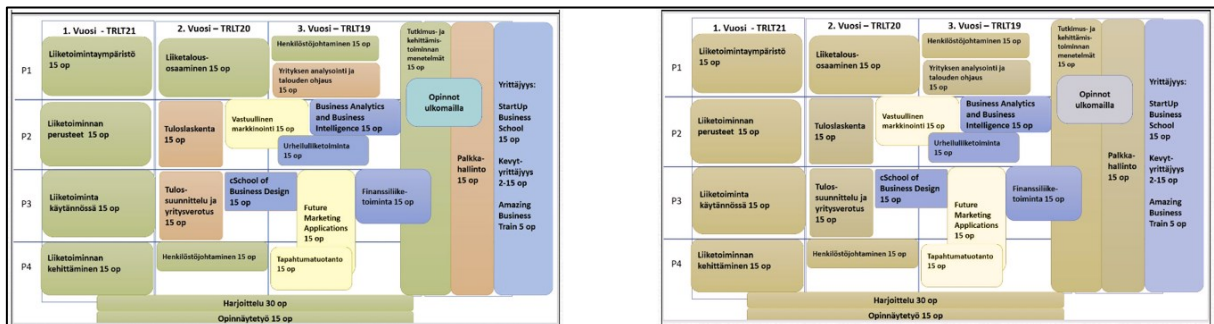 1. Vuosi - TRLT21
2. Vuosi – TRLT20
3. Vuosi – TRLT19
P1
Liiketoimintaympäristö
15 op
Liiketalous-
osaaminen 15 op
Henkilöstöjohtaminen 15 op
Yrityksen analysointi ja
talouden ohjaus
15 op
Tutkimus- ja
kehittämis-
toiminnan
menetelmät
15 op
Opinnot
ulkomailla
Palkka-
hallinto
15 op
Yrittäjyys:
StartUp
Business
School
15 op
Kevyt-
yrittäjyys
2-15 op
Amazing
Business
Train 5 op
P2
Liiketoiminnan
perusteet 15 op
Tuloslaskenta
15 op
Vastuullinen
markkinointi 15 op
Business Analytics
and Business
Intelligence 15 op
Urheiluliiketoiminta
15 op
P3
Liiketoiminta
käytännössä 15 op
Tulos-
suunnittelu ja
yritysverotus
15 op
cSchool of
Business Design
15 op
Future
Marketing
Applications
15 op
Finanssiliike-
toiminta 15 op
P4
Liiketoiminnan
kehittäminen 15 op
Henkilöstöjohtaminen 15 op
Tapahtumatuotanto
15 op
Harjoittelu 30 op
Opinnäytetyö 15 op
1. Vuosi - TRLT21
2. Vuosi – TRLT20
3. Vuosi – TRLT19
P1
Liiketoimintaympäristö
15 op
Liiketalous-
osaaminen 15 op
Henkilöstöjohtaminen 15 op
Yrityksen analysointi ja
talouden ohjaus
15 op
Tutkimus- ja
kehittämis-
toiminnan
menetelmät
15 op
Opinnot
ulkomailla
Palkka-
hallinto
15 op
Yrittäjyys:
StartUp
Business
School
15 op
Kevyt-
yrittäjyys
2-15 op
Amazing
Business
Train 5 op
P2
Liiketoiminnan
perusteet 15 op
Tuloslaskenta
15 op
Vastuullinen
markkinointi 15 op
Business Analytics
and Business
Intelligence 15 op
Urheiluliiketoiminta
15 op
P3
Liiketoiminta
käytännössä 15 op
Tulos-
suunnittelu ja
yritysverotus
15 op
cSchool of
Business Design
15 op
Future
Marketing
Applications
15 op
Finanssiliike-
toiminta 15 op
P4
Liiketoiminnan
kehittäminen 15 op
Henkilöstöjohtaminen 15 op
Tapahtumatuotanto
15 op
Harjoittelu 30 op
Opinnäytetyö 15 op